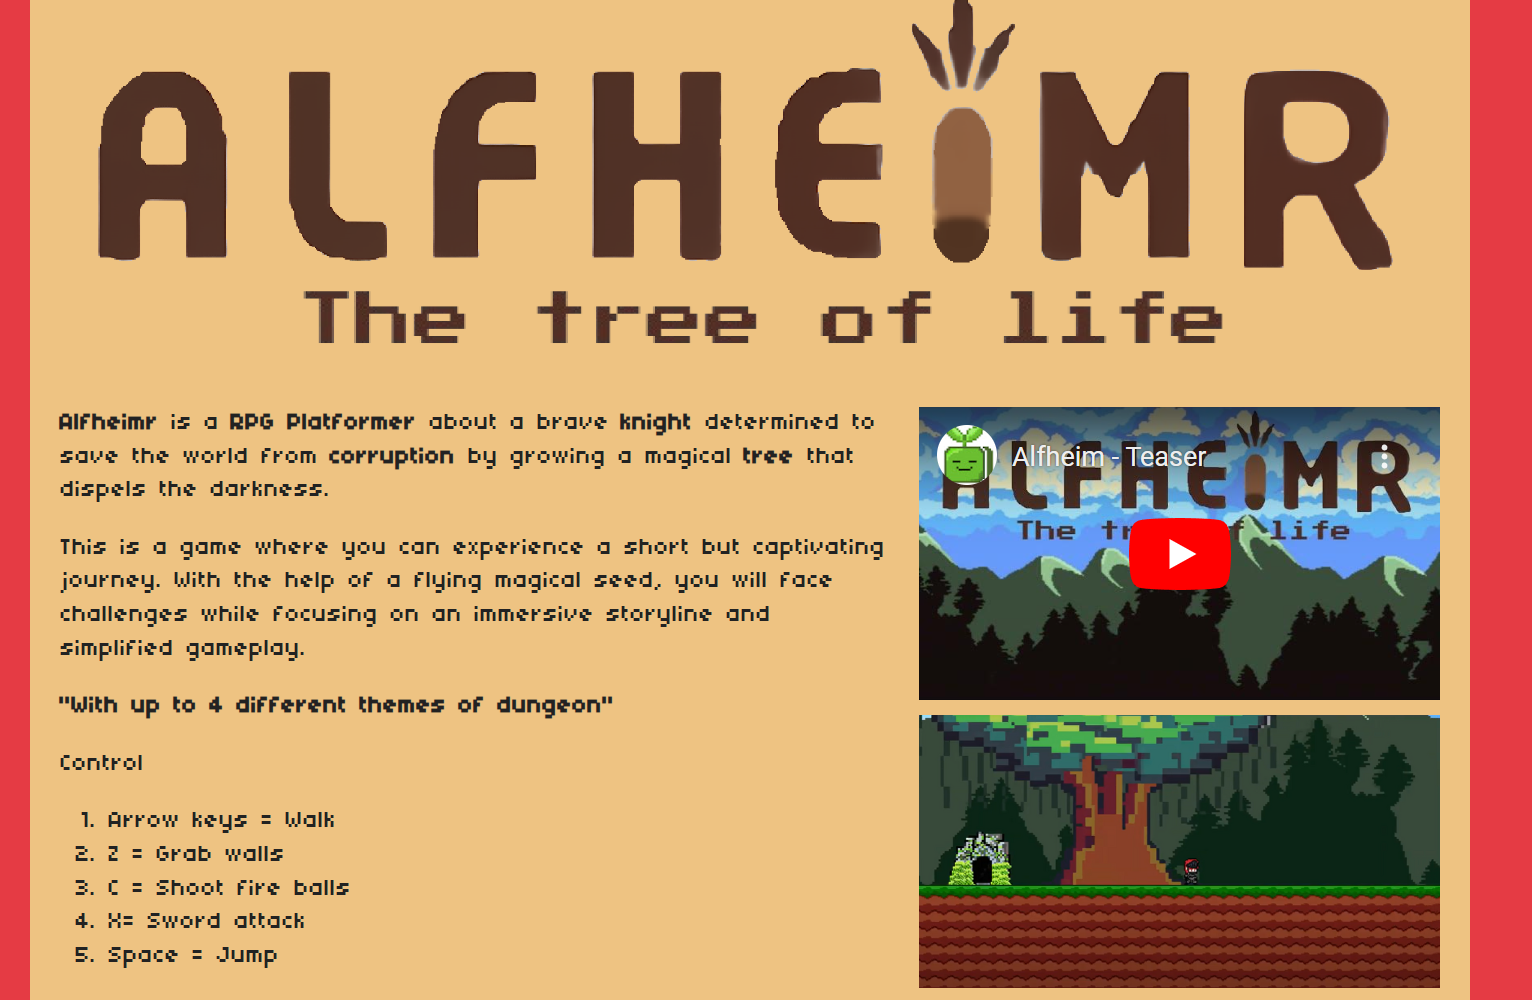 ALFHEIMR
The tree of life
Alfheimr is a RPG Platformer about a brave knight determined to
save the world from corruption by growing a magical tree that
dispels the darkness.
This is a game where you can experience a short but captivating
journey. With the help of a flying magical seed, you will face
challenges while focusing on an immersive storyline and
simplified gameplay.
"With up to 4 different themes of dungeon"
Control
1. Arrow keys = Walk
2. Z = Grab walls
3. C = Shoot fire balls
4. X= Sword attack
5. Space = Jump
Alfheim - Teaser
ALFHEIMR
The tree of life